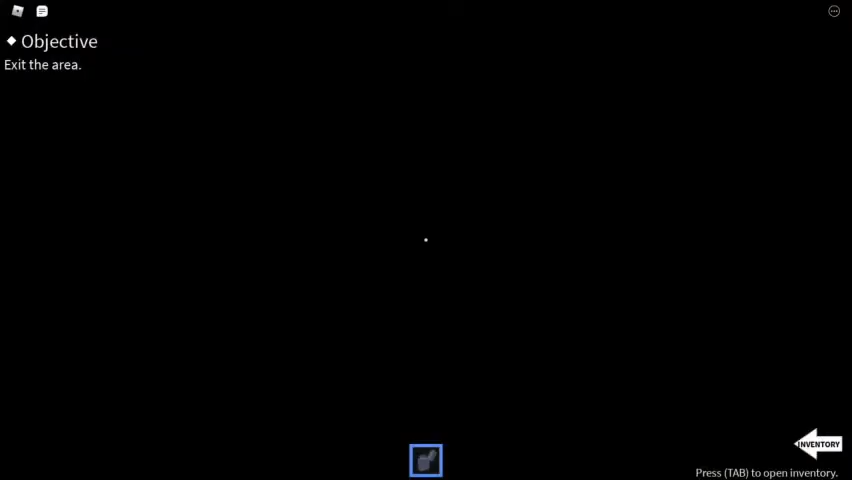 Objective
Exit the area.
INVENTORY
Press (TAB) to open inventory.